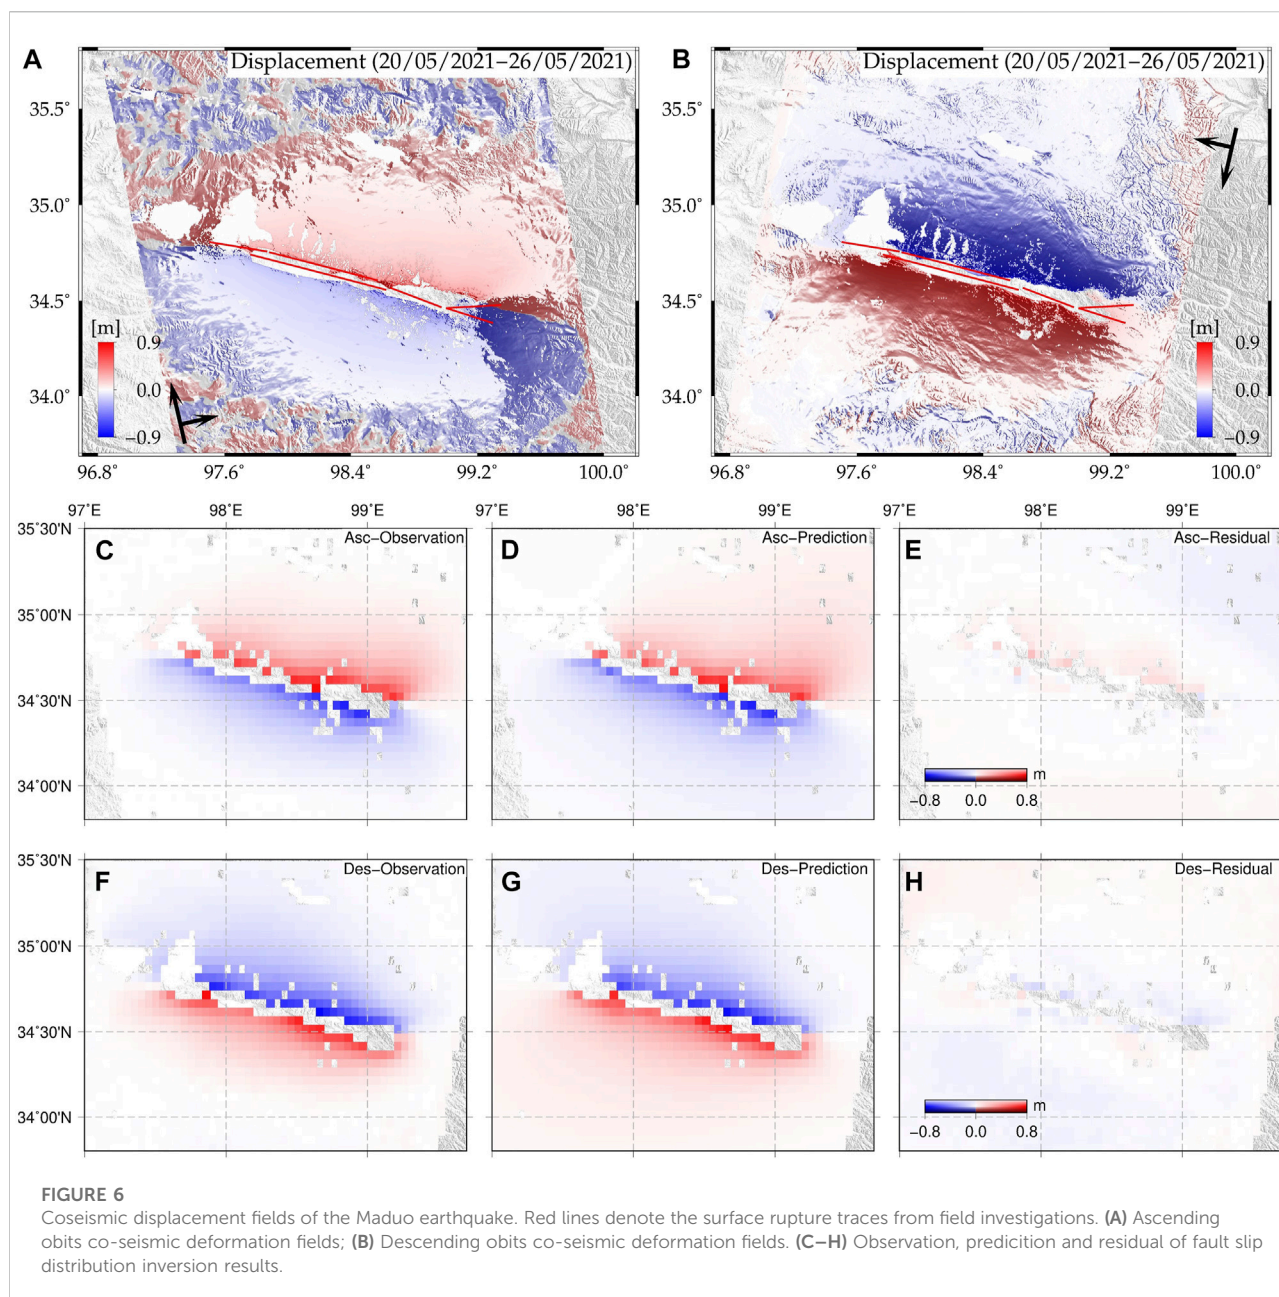 A
Displacement (20/05/2021–26/05/2021)
35.5°
35.0°
34.5°
34.0°
[m]
0.9
0.0
−0.9
96.8°
97.6°
98.4°
99.2°
100.0°
B
Displacement (20/05/2021–26/05/2021)
35.5°
35.0°
34.5°
34.0°
[m]
0.9
0.0
−0.9
96.8°
97.6°
98.4°
99.2°
100.0°
97°E
98°E
99°E
97°E
98°E
99°E
97°E
98°E
99°E
35°30'N
35°00'N
34°30'N
34°00'N
C
Asc−Observation
D
Asc−Prediction
E
Asc−Residual
m
−0.8
0.0
0.8
35°30'N
35°00'N
34°30'N
34°00'N
F
Des−Observation
G
Des−Prediction
H
Des−Residual
m
−0.8
0.0
0.8
FIGURE 6
Coseismic displacement fields of the Maduo earthquake. Red lines denote the surface rupture traces from field investigations. (A) Ascending
obits co-seismic deformation fields; (B) Descending obits co-seismic deformation fields. (C–H) Observation, predicition and residual of fault slip
distribution inversion results.